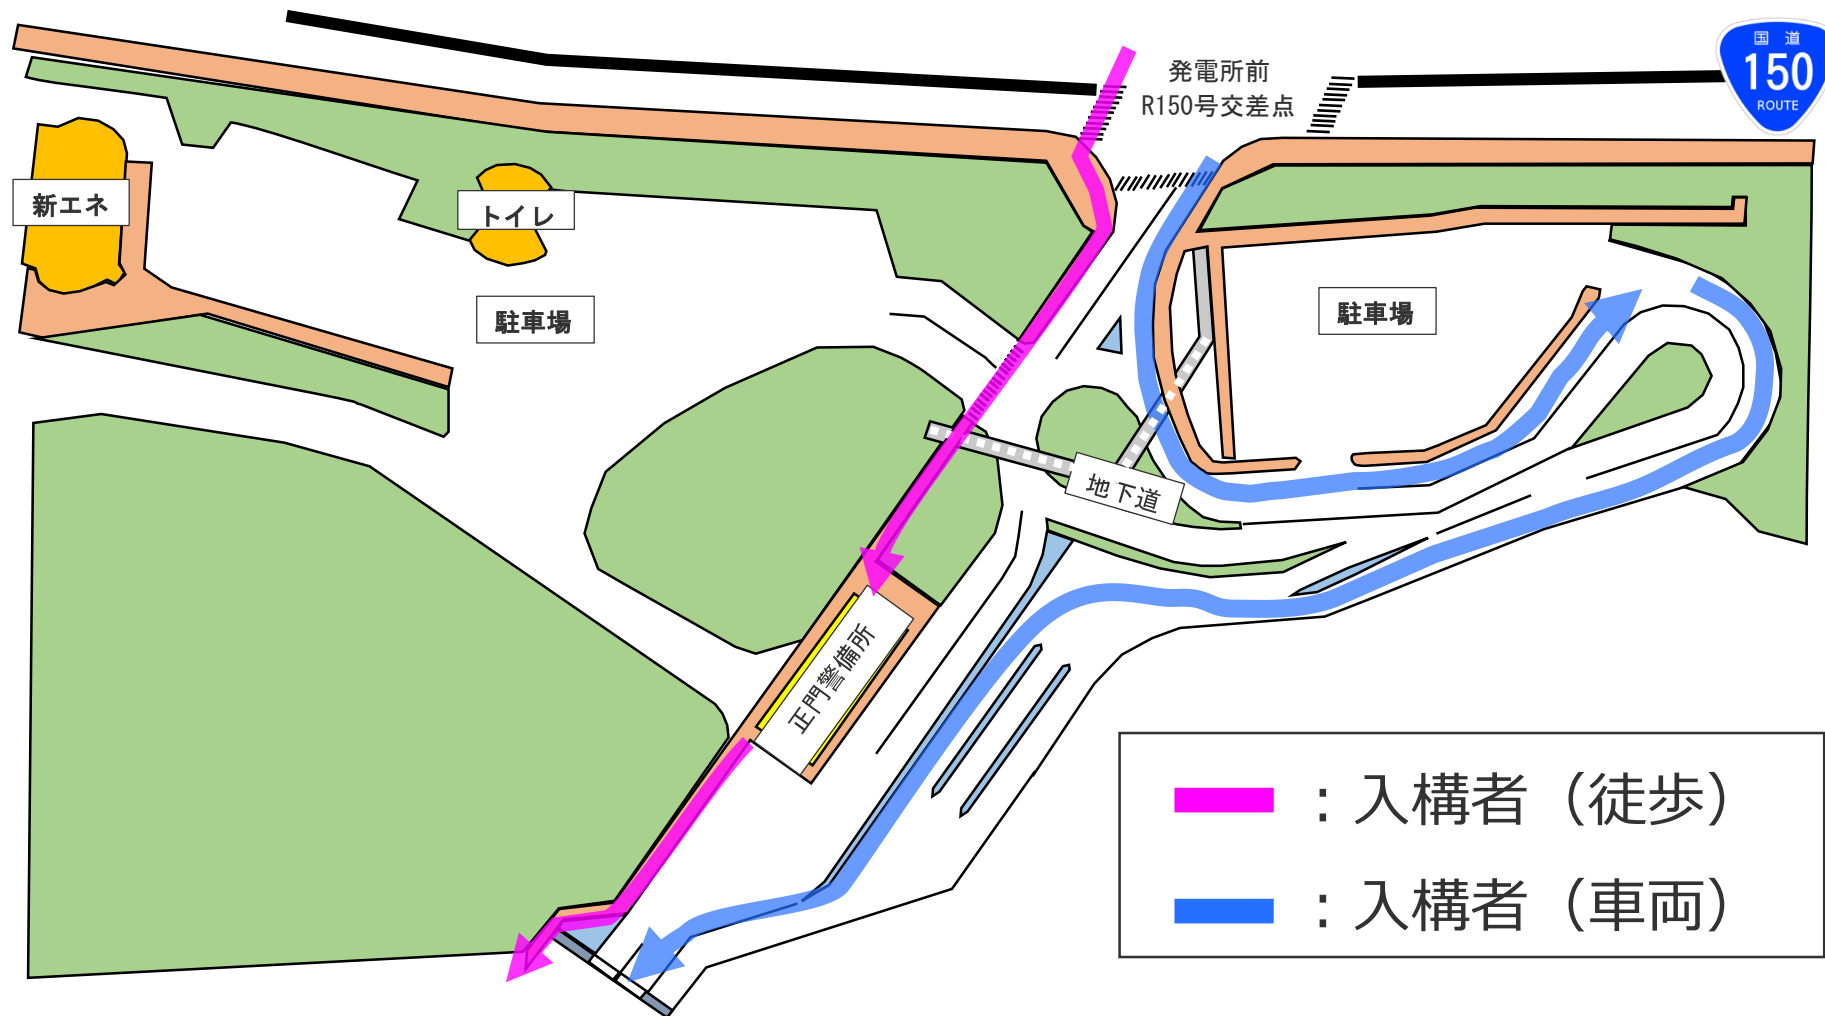 国道
150
ROUTE
発電所前
R150号交差点
新エネ
トイレ
駐車場
駐車場
地下道
正門警備所
：入構者（徒歩）
：入構者（車両）